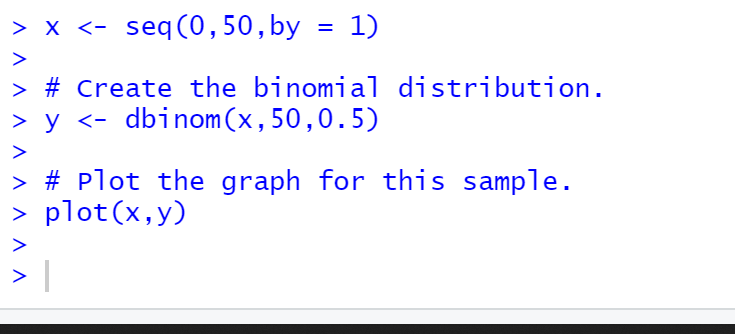 > x <- seq(0,50,by = 1)
>
> # Create the binomial distribution.
> y <- dbinom(x,50,0.5)
>
> # Plot the graph for this sample.
> plot(x,y)
>
>